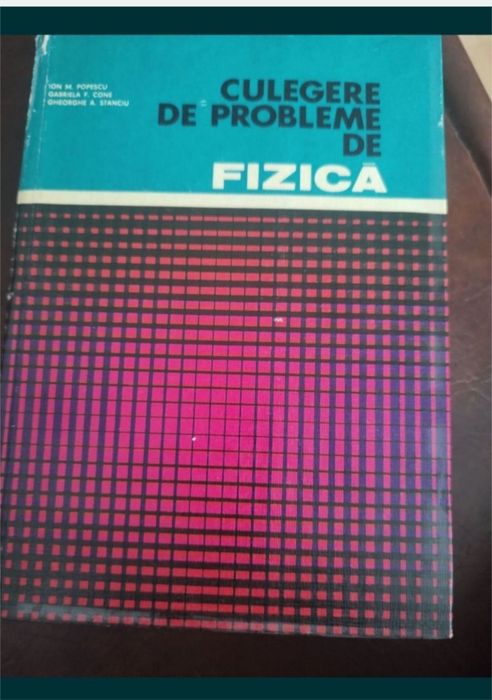 ION M. POPESCU
GABRIELA F. CONE
GHEORGHE A. STANCIU
CULEGERE
DE PROBLEME
DE
FIZICĂ